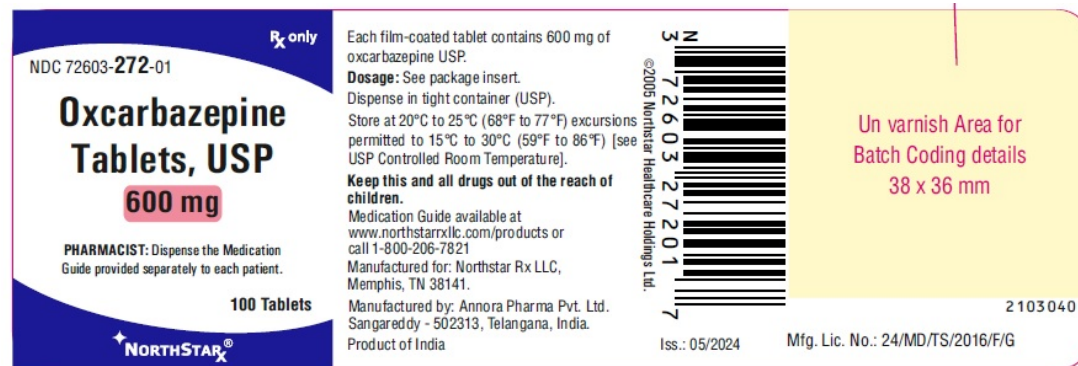 Rx only
NDC 72603-272-01
Oxcarbazepine
Tablets, USP
600 mg
PHARMACIST: Dispense the Medication
Guide provided separately to each patient.
100 Tablets
NORTHSTARx®
Each film-coated tablet contains 600 mg of
oxcarbazepine USP.
Dosage: See package insert.
Dispense in tight container (USP).
Store at 20°C to 25°C (68°F to 77°F) excursions
permitted to 15°C to 30°C (59°F to 86°F) [see
USP Controlled Room Temperature].
Keep this and all drugs out of the reach of
children.
Medication Guide available at
www.northstarrxllc.com/products or
call 1-800-206-7821
Manufactured for: Northstar Rx LLC,
Memphis, TN 38141.
Manufactured by: Annora Pharma Pvt. Ltd.
Sangareddy - 502313, Telangana, India.
Product of India
©2005 Northstar Healthcare Holdings Ltd.
N
3 72603 27201 7
Iss.: 05/2024
Un varnish Area for
Batch Coding details
38 x 36 mm
2103040
Mfg. Lic. No.: 24/MD/TS/2016/F/G